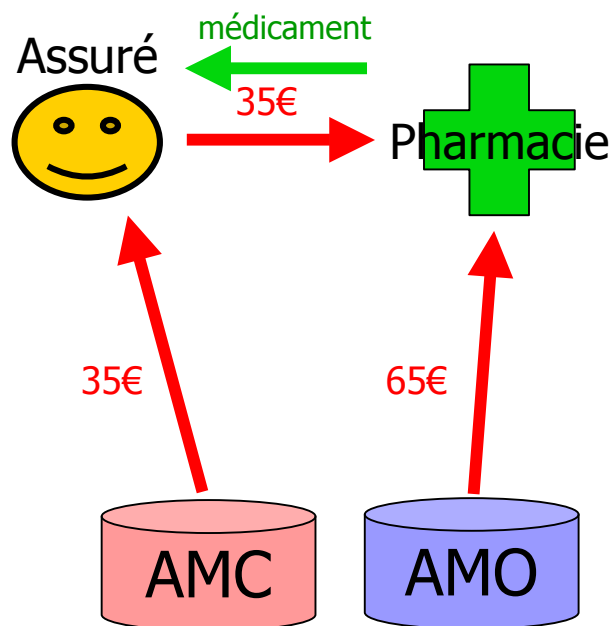 médicament
Assuré
35€
Pharmacie
35€
65€
AMC
AMO